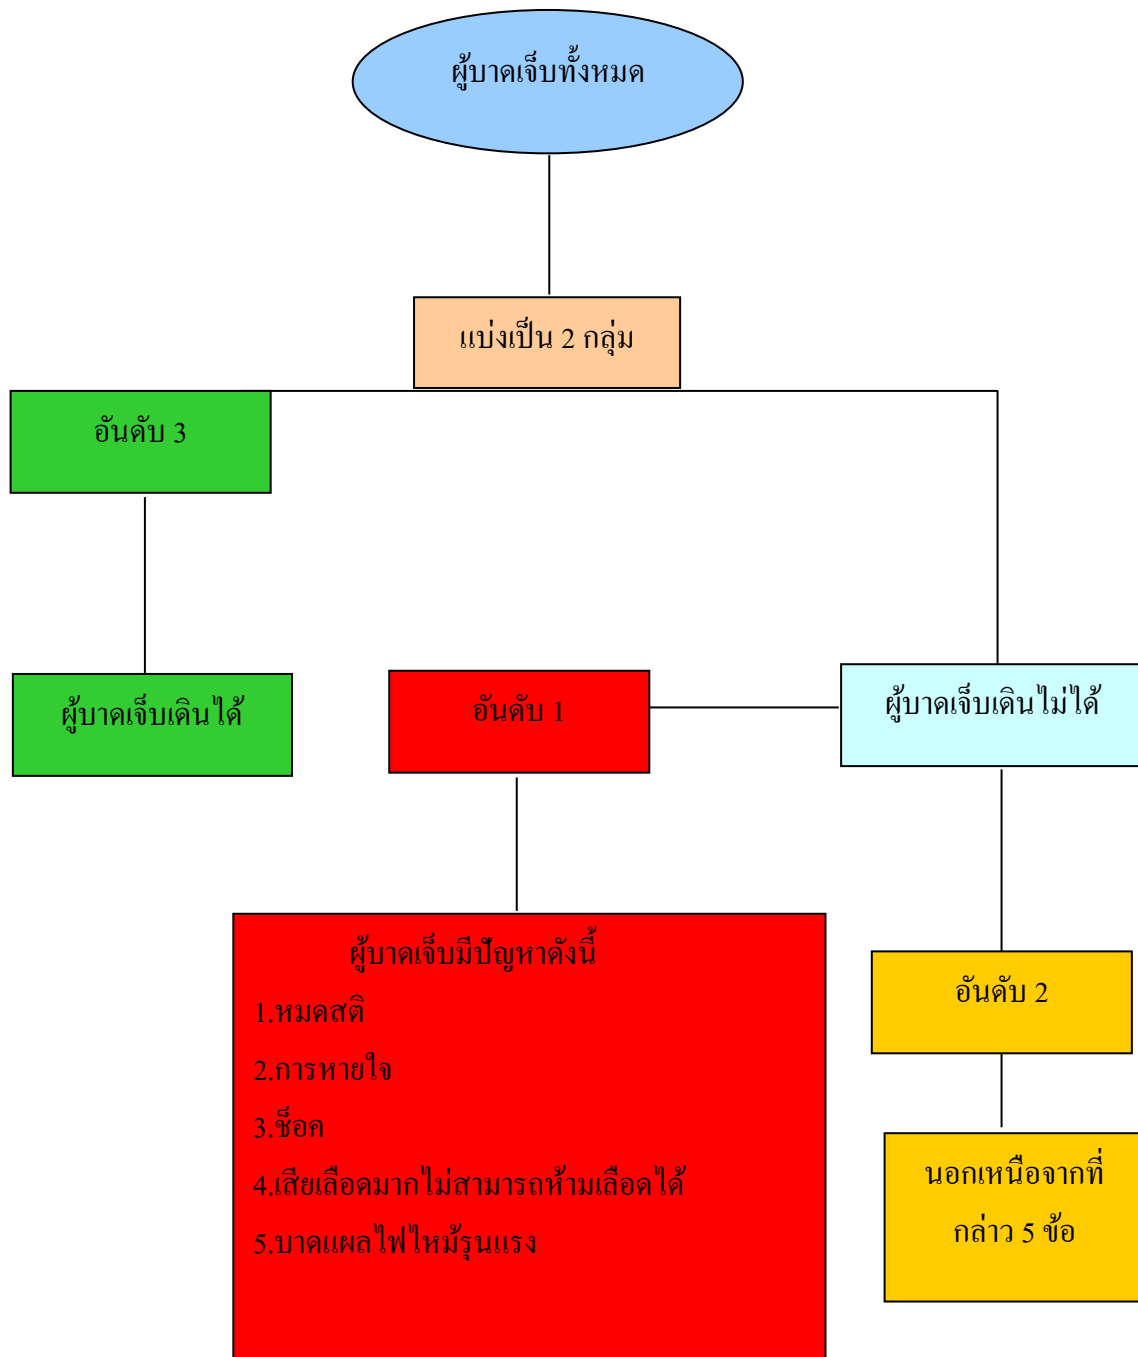 ผู้บาดเจ็บทั้งหมด
แบ่งเป็น 2 กลุ่ม
อันดับ 3
ผู้บาดเจ็บเดินได้
อันดับ 1
ผู้บาดเจ็บเดินไม่ได้
ผู้บาดเจ็บมีปัญหาดังนี้
1.หมดสติ
2.การหายใจ
3.ช็อค
4.เสียเลือดมากไม่สามารถห้ามเลือดได้
5.บาดแผลไฟไหม้รุนแรง
อันดับ 2
นอกเหนือจากที่
กล่าว 5 ข้อ